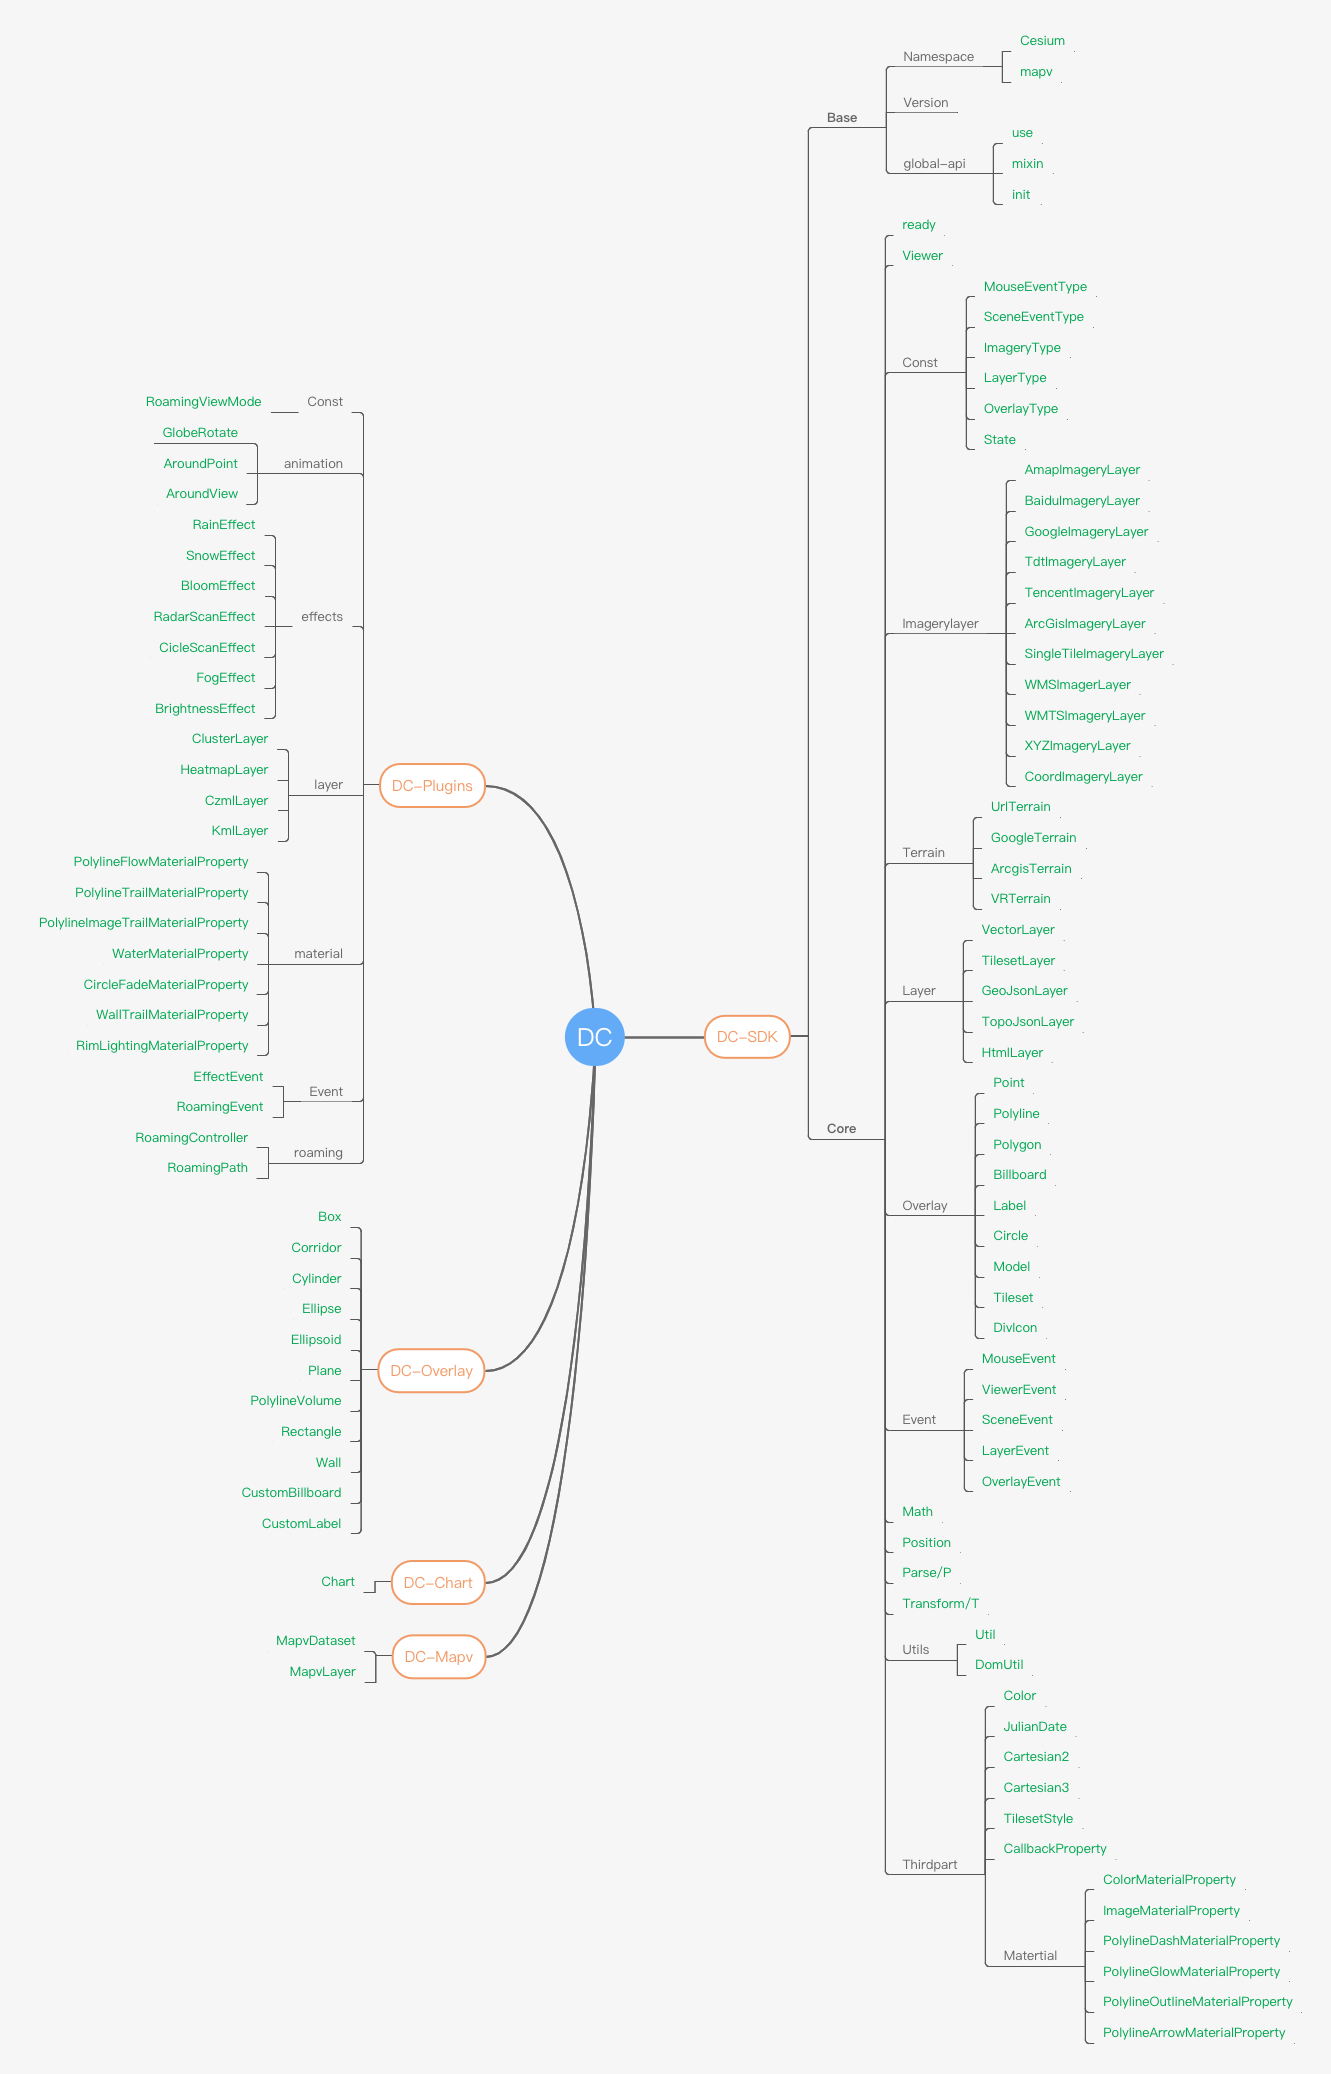 DC
DC-Plugins
Const
RoamingViewMode
animation
GlobeRotate
AroundPoint
AroundView
effects
RainEffect
SnowEffect
BloomEffect
RadarScanEffect
CicleScanEffect
FogEffect
BrightnessEffect
layer
ClusterLayer
HeatmapLayer
CzmlLayer
KmlLayer
material
PolylineFlowMaterialProperty
PolylineTrailMaterialProperty
PolylineImageTrailMaterialProperty
WaterMaterialProperty
CircleFadeMaterialProperty
WallTrailMaterialProperty
RimLightingMaterialProperty
Event
EffectEvent
RoamingEvent
roaming
RoamingController
RoamingPath
DC-Overlay
Box
Corridor
Cylinder
Ellipse
Ellipsoid
Plane
PolylineVolume
Rectangle
Wall
CustomBillboard
CustomLabel
DC-Chart
Chart
DC-Mapv
MapvDataset
MapvLayer
DC-SDK
Base
Namespace
Cesium
mapv
Version
global-api
use
mixin
init
Core
ready
Viewer
Const
MouseEventType
SceneEventType
ImageryType
LayerType
OverlayType
State
Imagerylayer
AmapImageryLayer
BaiduImageryLayer
GoogleImageryLayer
TdtImageryLayer
TencentImageryLayer
ArcGisImageryLayer
SingleTileImageryLayer
WMSImagerLayer
WMTSImageryLayer
XYZImageryLayer
CoordImageryLayer
Terrain
UrlTerrain
GoogleTerrain
ArcgisTerrain
VRTerrain
Layer
VectorLayer
TilesetLayer
GeoJsonLayer
TopoJsonLayer
HtmlLayer
Overlay
Point
Polyline
Polygon
Billboard
Label
Circle
Model
Tileset
DivIcon
Event
MouseEvent
ViewerEvent
SceneEvent
LayerEvent
OverlayEvent
Math
Position
Parse/P
Transform/T
Utils
Util
DomUtil
Thirdpart
Color
JulianDate
Cartesian2
Cartesian3
TilesetStyle
CallbackProperty
Matertial
ColorMaterialProperty
ImageMaterialProperty
PolylineDashMaterialProperty
PolylineGlowMaterialProperty
PolylineOutlineMaterialProperty
PolylineArrowMaterialProperty